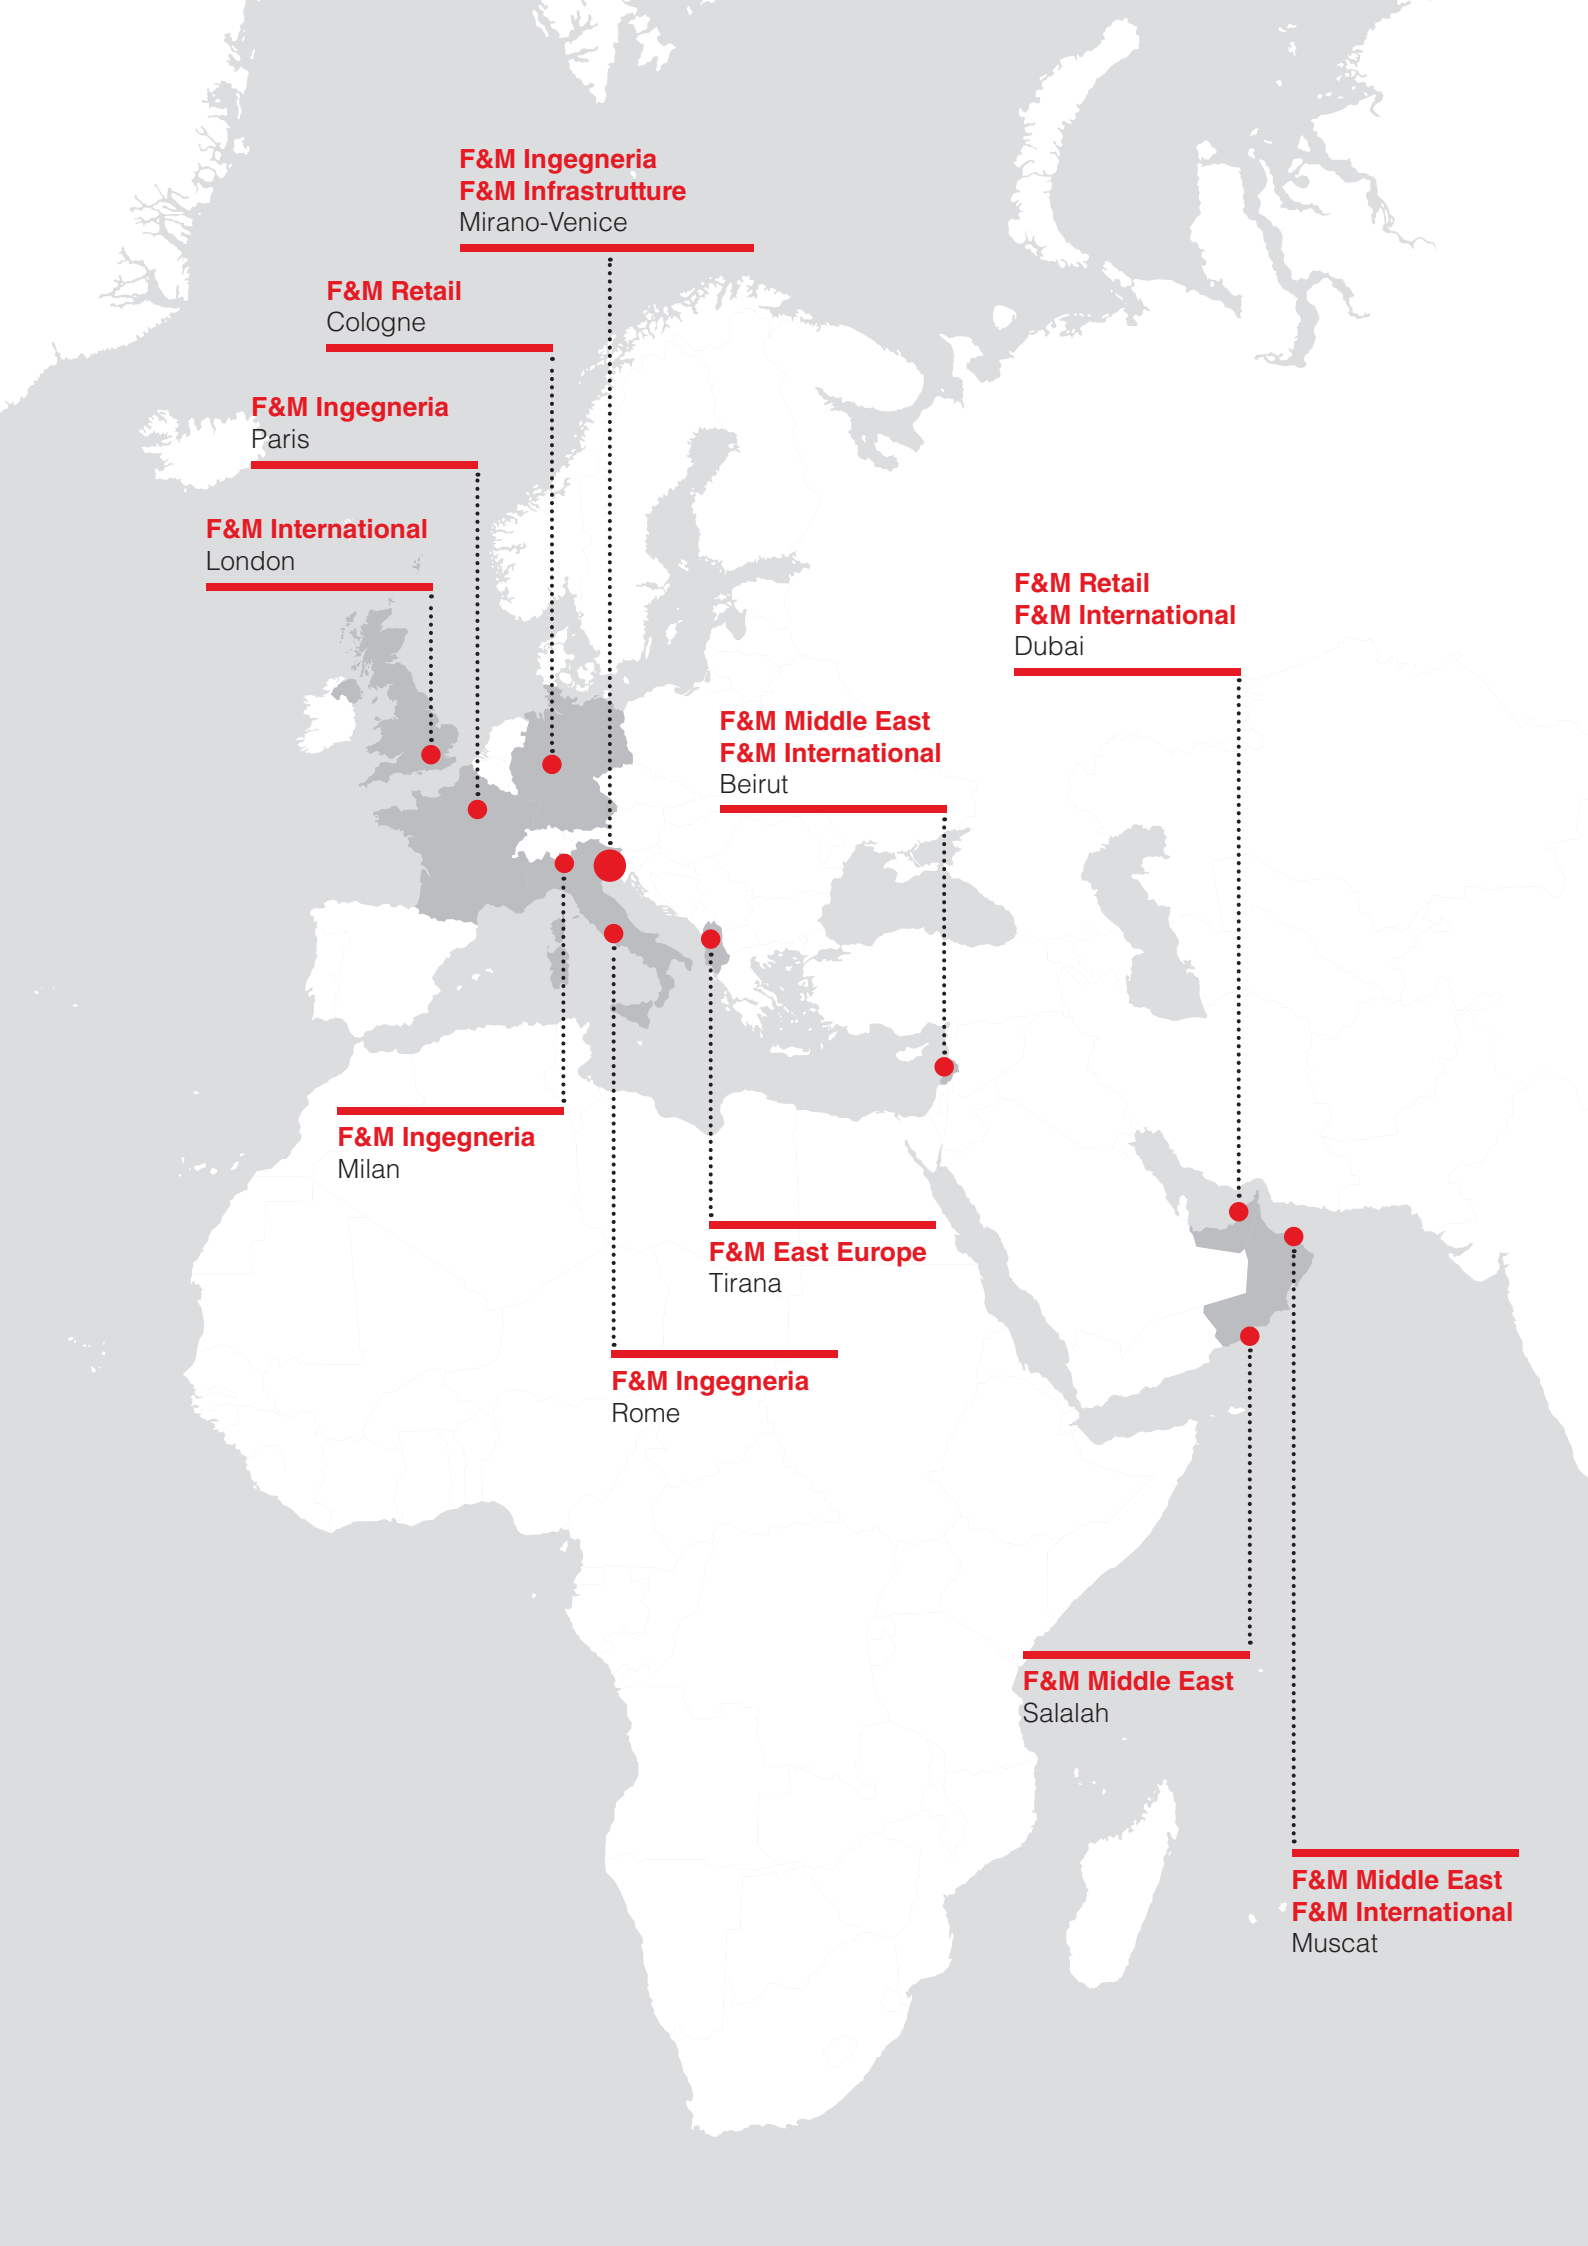 F&M Ingegneria
F&M Infrastrutture
Mirano-Venice
F&M Retail
Cologne
F&M Ingegneria
Paris
F&M International
London
F&M Retail
F&M International
Dubai
F&M Middle East
F&M International
Beirut
F&M Ingegneria
Milan
F&M East Europe
Tirana
F&M Ingegneria
Rome
F&M Middle East
Salalah
F&M Middle East
F&M International
Muscat